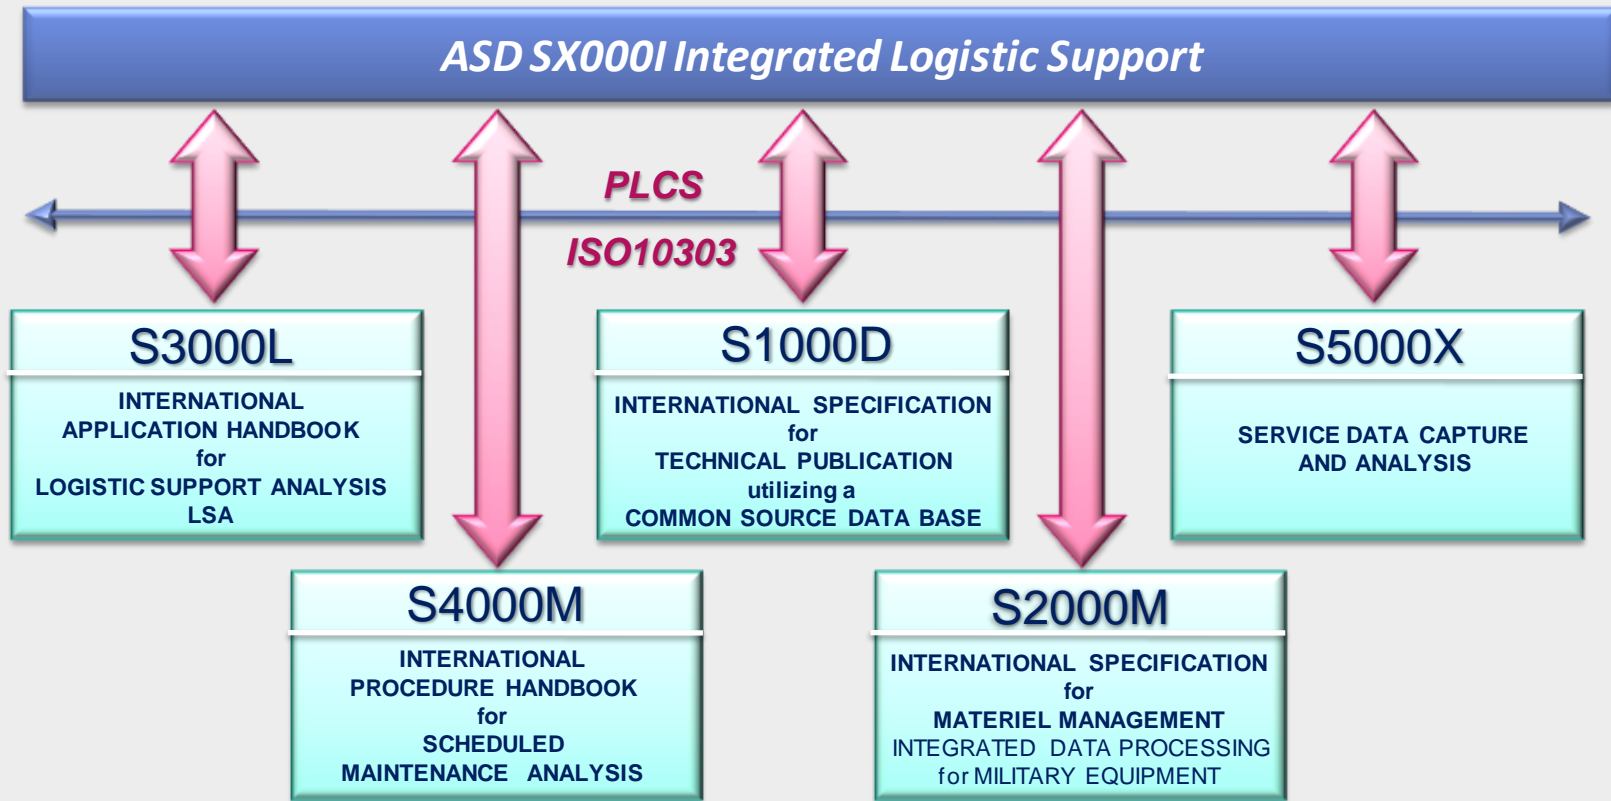 ASD SX000I Integrated Logistic Support
PLCS
ISO10303
S3000L
INTERNATIONAL
APPLICATION HANDBOOK
for
LOGISTIC SUPPORT ANALYSIS
LSA
S1000D
INTERNATIONAL SPECIFICATION
for
TECHNICAL PUBLICATION
utilizing a
COMMON SOURCE DATA BASE
S5000X
SERVICE DATA CAPTURE
AND ANALYSIS
S4000M
INTERNATIONAL
PROCEDURE HANDBOOK
for
SCHEDULED
MAINTENANCE ANALYSIS
S2000M
INTERNATIONAL SPECIFICATION
for
MATERIEL MANAGEMENT
INTEGRATED DATA PROCESSING
for MILITARY EQUIPMENT